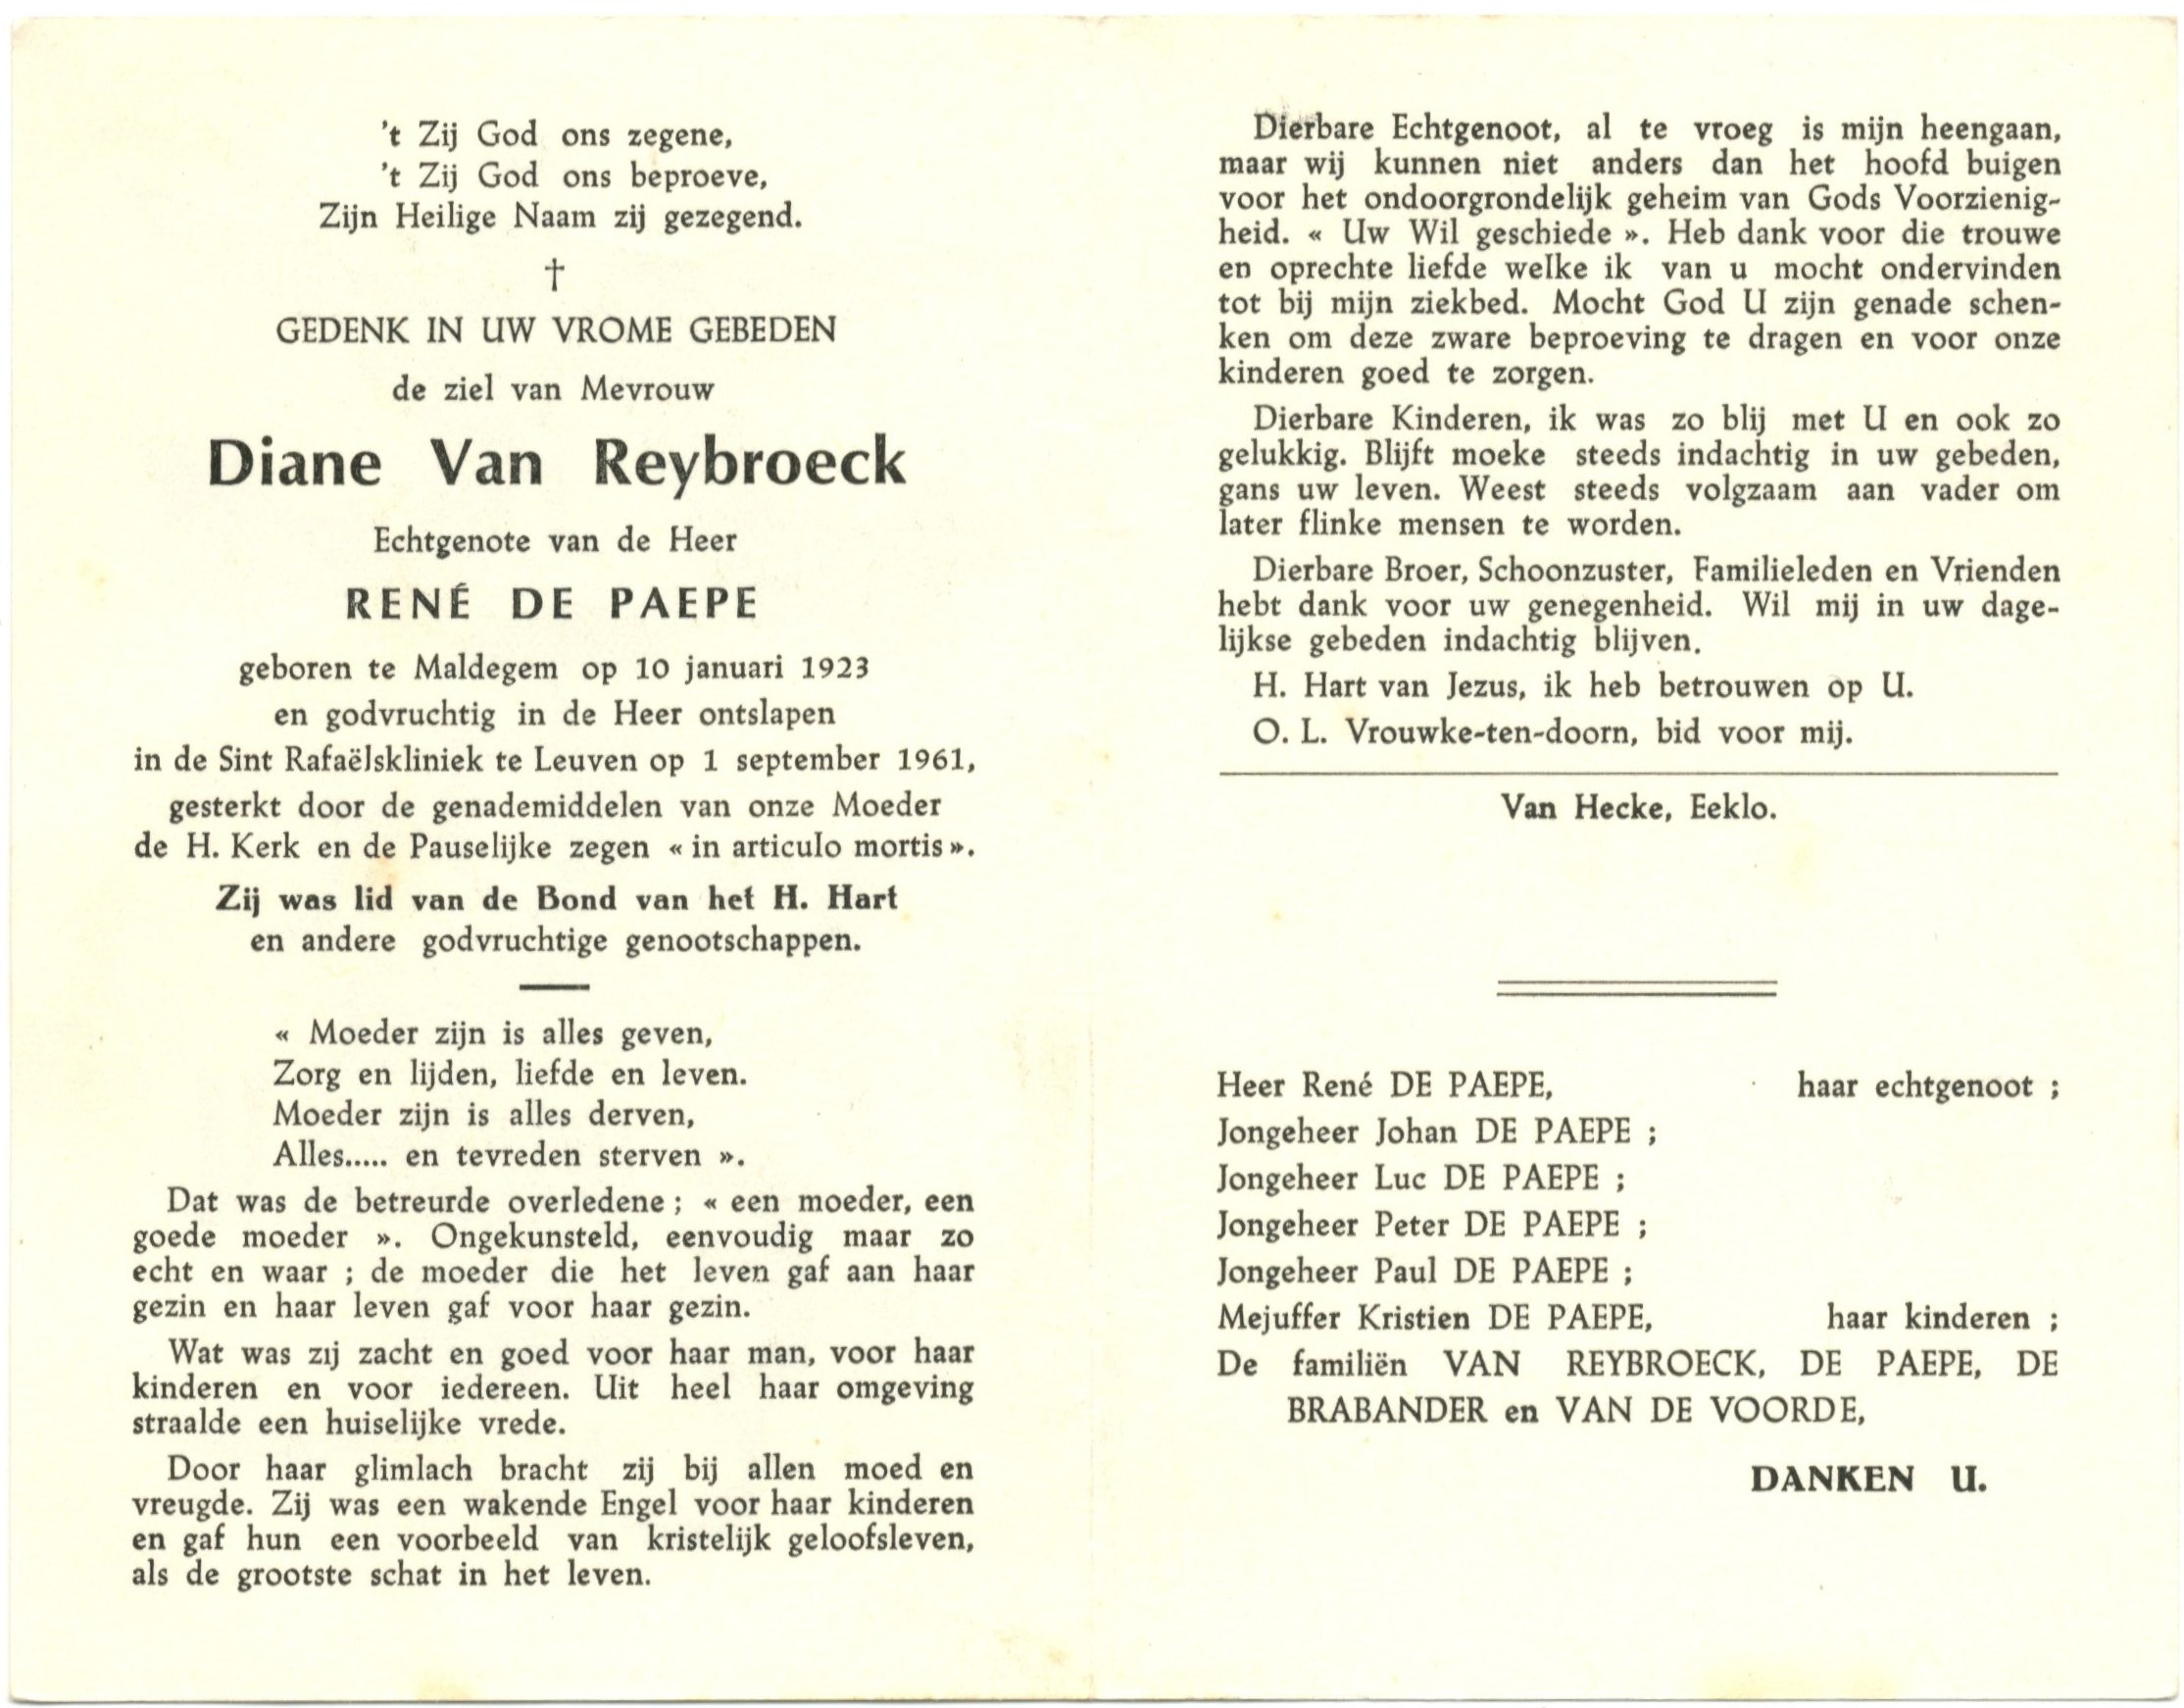 't Zij God ons zegene,
't Zij God ons beproeve,
Zijn Heilige Naam zij gezegend.
†
GEDENK IN UW VROME GEBEDEN
de ziel van Mevrouw
Diane Van Reybroeck
Echtgenote van de Heer
RENÉ DE PAEPE
geboren te Maldegem op 10 januari 1923
en godvruchtig in de Heer ontslapen
in de Sint Rafaëlskliniek te Leuven op 1 september 1961,
gesterkt door de genademiddelen van onze Moeder
de H. Kerk en de Pauselijke zegen « in articulo mortis ».
Zij was lid van de Bond van het H. Hart
en andere godvruchtige genootschappen.
« Moeder zijn is alles geven,
Zorg en lijden, liefde en leven.
Moeder zijn is alles derven,
Alles..... en tevreden sterven ».
Dat was de betreurde overledene ; « een moeder, een
goede moeder ». Ongekunsteld, eenvoudig maar zo
echt en waar ; de moeder die het leven gaf aan haar
gezin en haar leven gaf voor haar gezin.
Wat was zij zacht en goed voor haar man, voor haar
kinderen en voor iedereen. Uit heel haar omgeving
straalde een huiselijke vrede.
Door haar glimlach bracht zij bij allen moed en
vreugde. Zij was een wakende Engel voor haar kinderen
en gaf hun een voorbeeld van kristelijk geloofsleven,
als de grootste schat in het leven.
Dierbare Echtgenoot, al te vroeg is mijn heengaan,
maar wij kunnen niet anders dan het hoofd buigen
voor het ondoorgrondelijk geheim van Gods Voorzienig-
heid. « Uw Wil geschiede ». Heb dank voor die trouwe
en oprechte liefde welke ik van u mocht ondervinden
tot bij mijn ziekbed. Mocht God U zijn genade schen-
ken om deze zware beproeving te dragen en voor onze
kinderen goed te zorgen.
Dierbare Kinderen, ik was zo blij met U en ook zo
gelukkig. Blijft moeke steeds indachtig in uw gebeden,
gans uw leven. Weest steeds volgzaam aan vader om
later flinke mensen te worden.
Dierbare Broer, Schoonzuster, Familieleden en Vrienden
hebt dank voor uw genegenheid. Wil mij in uw dage-
lijkse gebeden indachtig blijven.
H. Hart van Jezus, ik heb betrouwen op U.
O. L. Vrouwke-ten-doorn, bid voor mij.
Van Hecke, Eeklo.
Heer René DE PAEPE, haar echtgenoot ;
Jongeheer Johan DE PAEPE ;
Jongeheer Luc DE PAEPE ;
Jongeheer Peter DE PAEPE ;
Jongeheer Paul DE PAEPE ;
Mejuffer Kristien DE PAEPE, haar kinderen ;
De familiën VAN REYBROECK, DE PAEPE, DE
BRABANDER en VAN DE VOORDE,
DANKEN U.